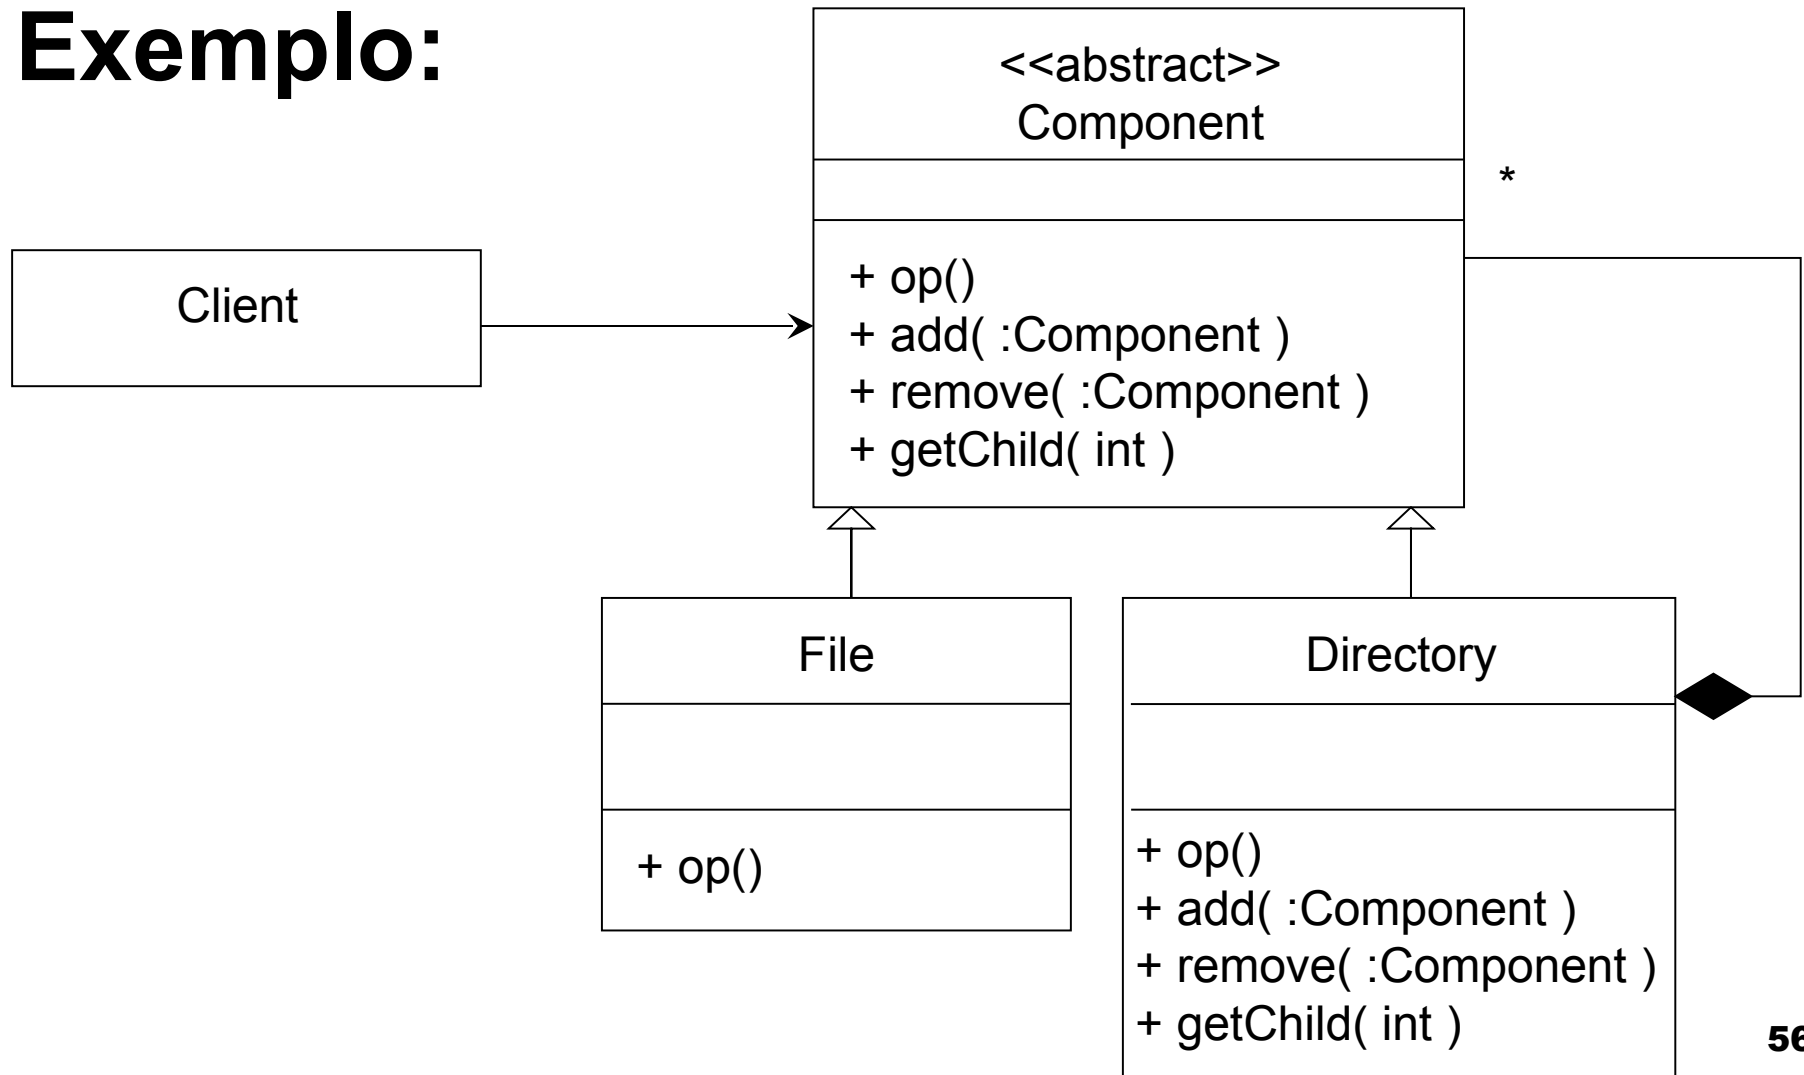 Exemplo:
<<abstract>>
Component
*
+ op()
+ add( :Component )
+ remove( :Component )
+ getChild( int )
Client
File
+ op()
Directory
+ op()
+ add( :Component )
+ remove( :Component )
+ getChild( int )
56